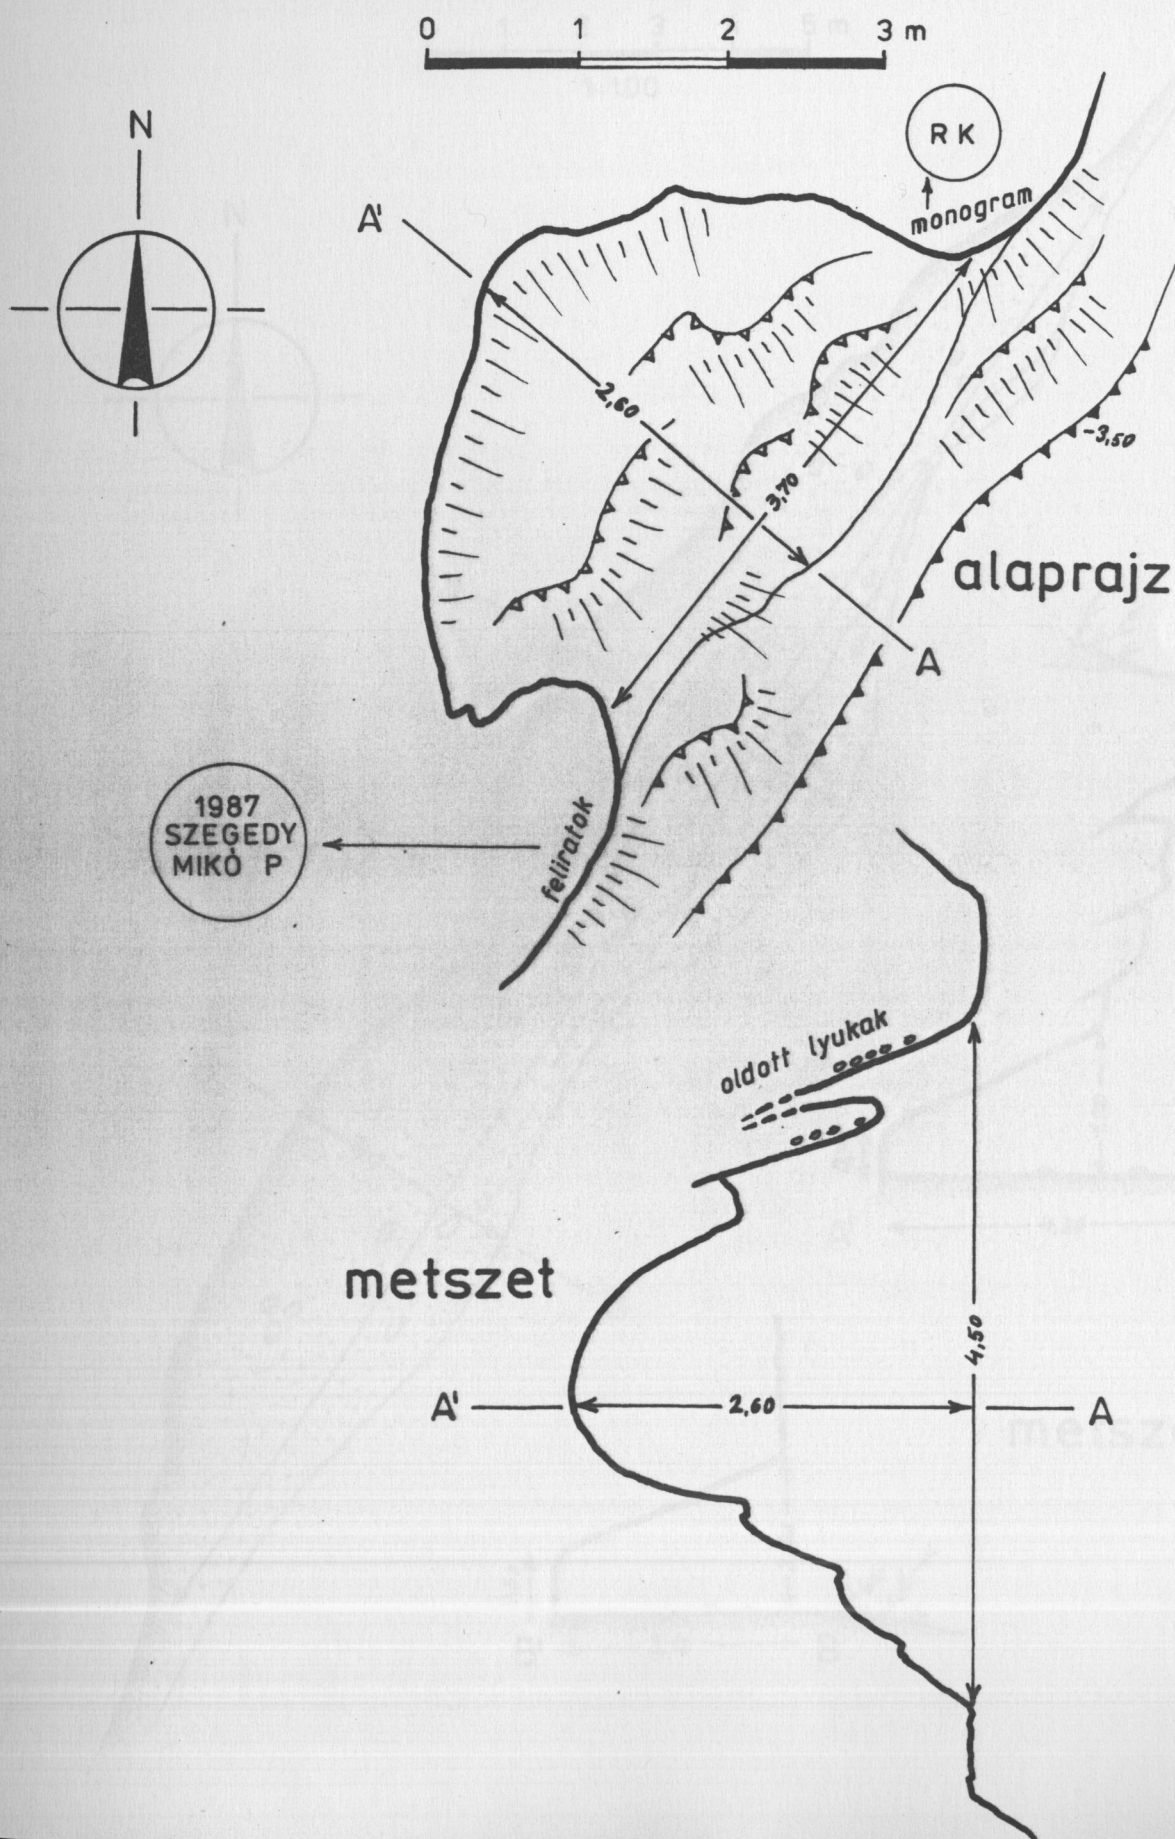 0 1 2 3 m
N
R K
monogram
A'
2,60
3,70
-3,50
alaprajz
A
1987
SZEGEDY
MIKÓ P
feliratok
oldott lyukak
metszet
4,50
A'
2,60
A